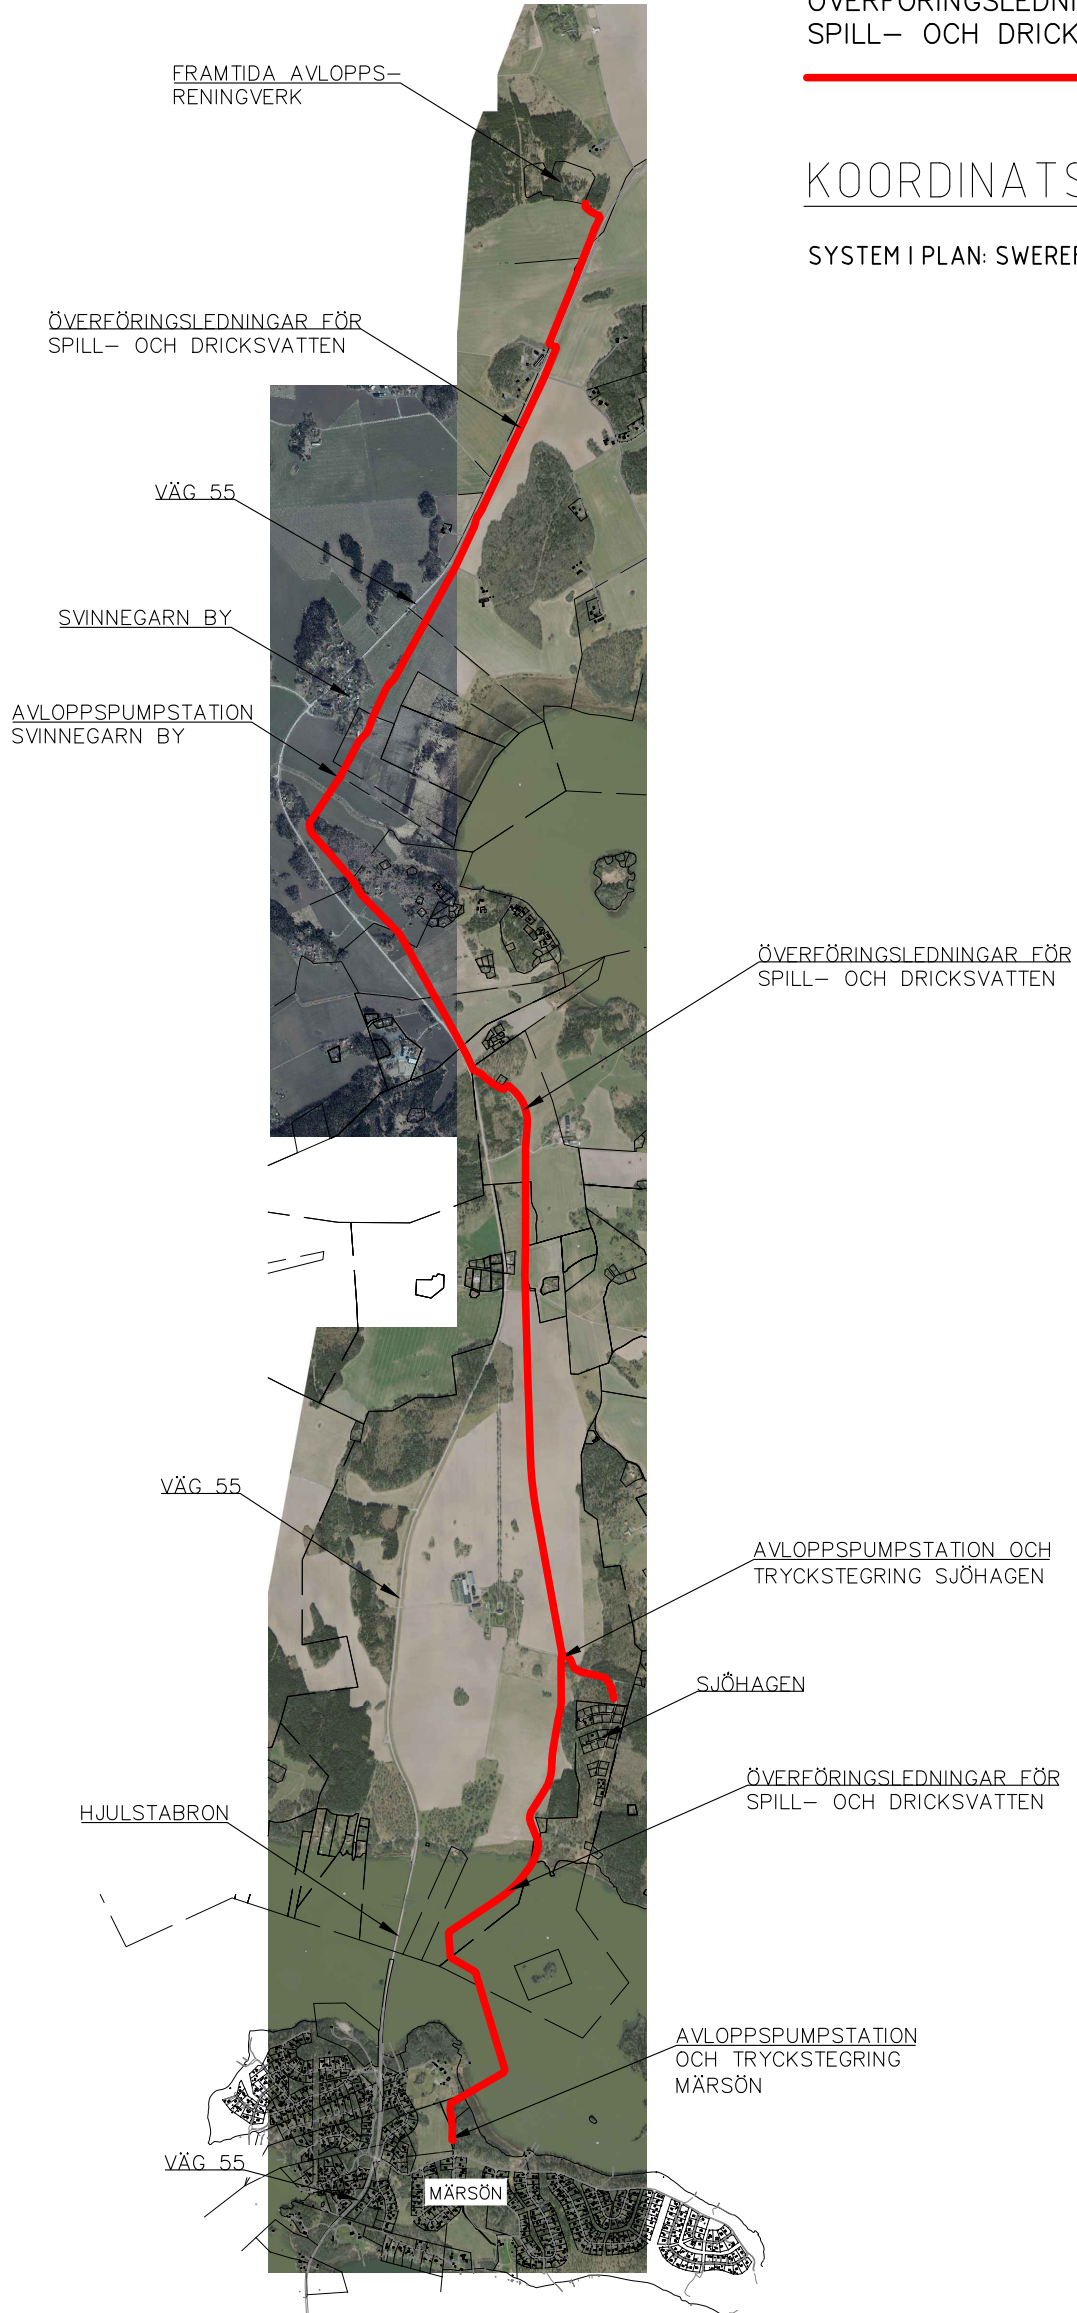 SPILL– OCH DRICK
FRAMTIDA AVLOPPS–
RENINGVERK
KOORDINATS
SYSTEM I PLAN: SWEREF
ÖVERFÖRINGSLEDNINGAR FÖR
SPILL– OCH DRICKSVATTEN
VÄG 55
SVINNEGARN BY
AVLOPPSPUMPSTATION
SVINNEGARN BY
ÖVERFÖRINGSLEDNINGAR FÖR
SPILL– OCH DRICKSVATTEN
VÄG 55
AVLOPPSPUMPSTATION OCH
TRYCKSTEGRING SJÖHAGEN
SJÖHAGEN
ÖVERFÖRINGSLEDNINGAR FÖR
SPILL– OCH DRICKSVATTEN
HJULSTABRON
AVLOPPSPUMPSTATION
OCH TRYCKSTEGRING
MÄRSÖN
VÄG 55
MÄRSÖN